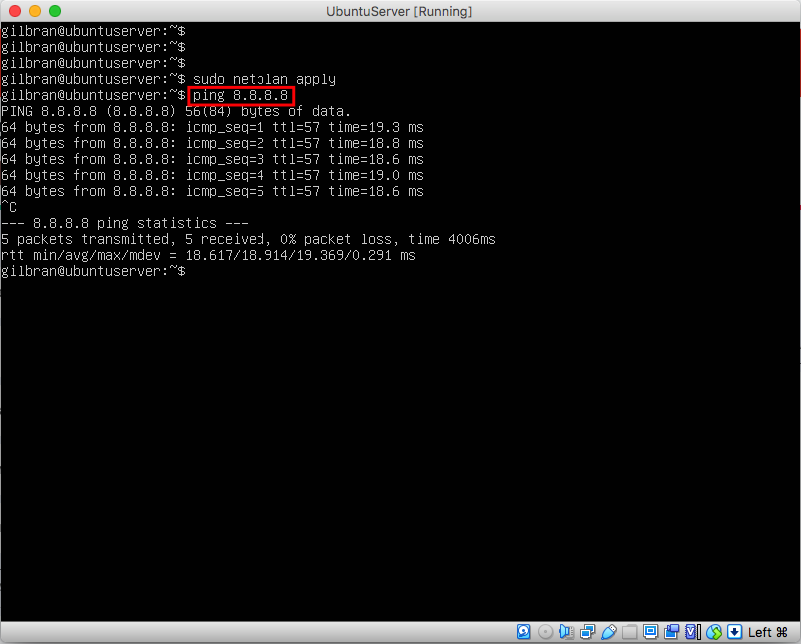 UbuntuServer [Running]
gilbran@ubuntuserver:~$
gilbran@ubuntuserver:~$
gilbran@ubuntuserver:~$
gilbran@ubuntuserver:~$ sudo netplan apply
gilbran@ubuntuserver:~$ ping 8.8.8.8
PING 8.8.8.8 (8.8.8.8) 56(84) bytes of data.
64 bytes from 8.8.8.8: icmp_seq=1 ttl=57 time=19.3 ms
64 bytes from 8.8.8.8: icmp_seq=2 ttl=57 time=18.8 ms
64 bytes from 8.8.8.8: icmp_seq=3 ttl=57 time=18.6 ms
64 bytes from 8.8.8.8: icmp_seq=4 ttl=57 time=19.0 ms
64 bytes from 8.8.8.8: icmp_seq=5 ttl=57 time=18.6 ms
^C
--- 8.8.8.8 ping statistics ---
5 packets transmitted, 5 received, 0% packet loss, time 4006ms
rtt min/avg/max/mdev = 18.617/18.914/19.369/0.291 ms
gilbran@ubuntuserver:~$
Left ⌘